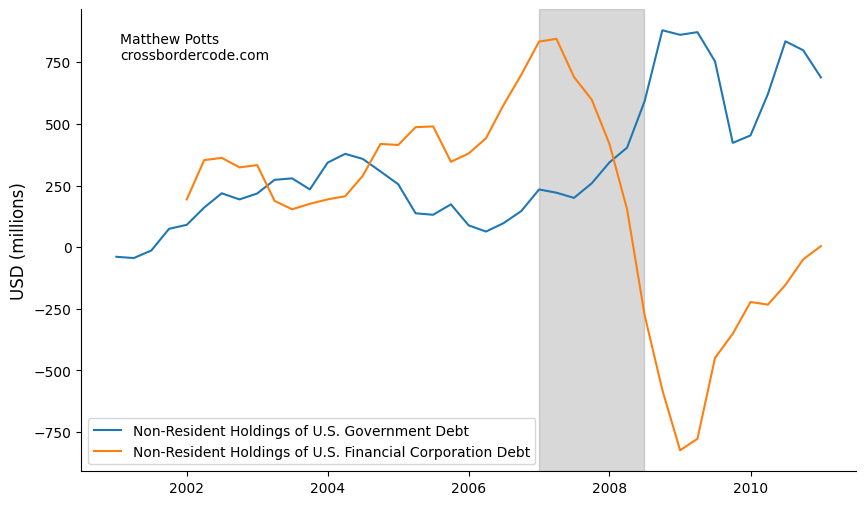 Matthew Potts
crossbordercode.com
USD (millions)
750
500
250
0
−250
−500
−750
Non-Resident Holdings of U.S. Government Debt
Non-Resident Holdings of U.S. Financial Corporation Debt
2002
2004
2006
2008
2010